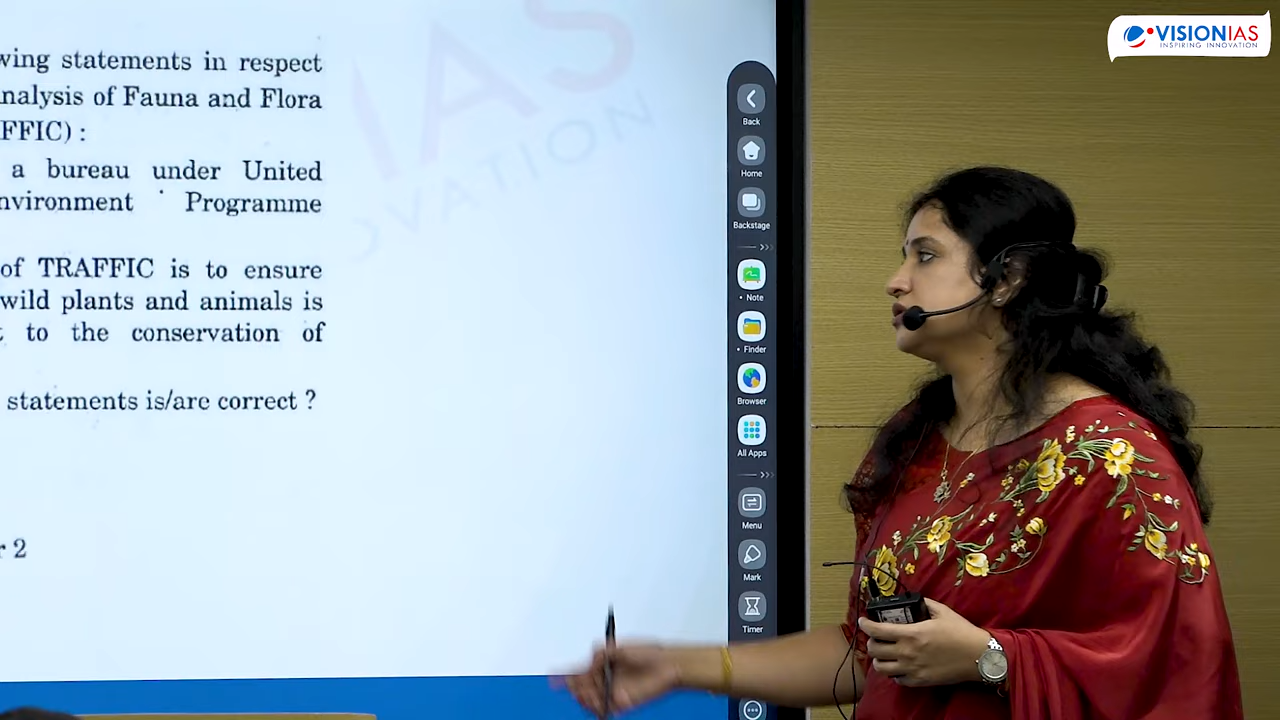 VISIONIAS
INSPIRING INNOVATION
wing statements in respect
nalysis of Fauna and Flora
FFIC) :
a bureau under United
nvironment Programme
of TRAFFIC is to ensure
wild plants and animals is
to the conservation of
statements is/are correct ?
r 2
IAS
OVATION
Back
Home
Backstage
Note
Finder
Browser
All Apps
Menu
Mark
Timer